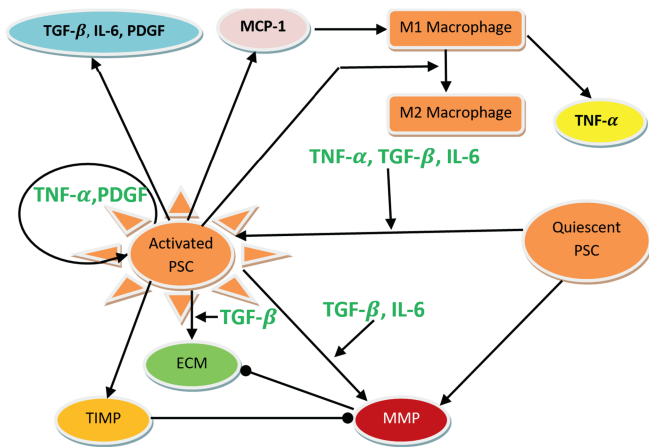 TGF-β, IL-6, PDGF
MCP-1
M1 Macrophage
M2 Macrophage
TNF-α
TNF-α, TGF-β, IL-6
TNF-α,PDGF
Activated
PSC
Quiescent
PSC
TGF-β
TGF-β, IL-6
ECM
TIMP
MMP